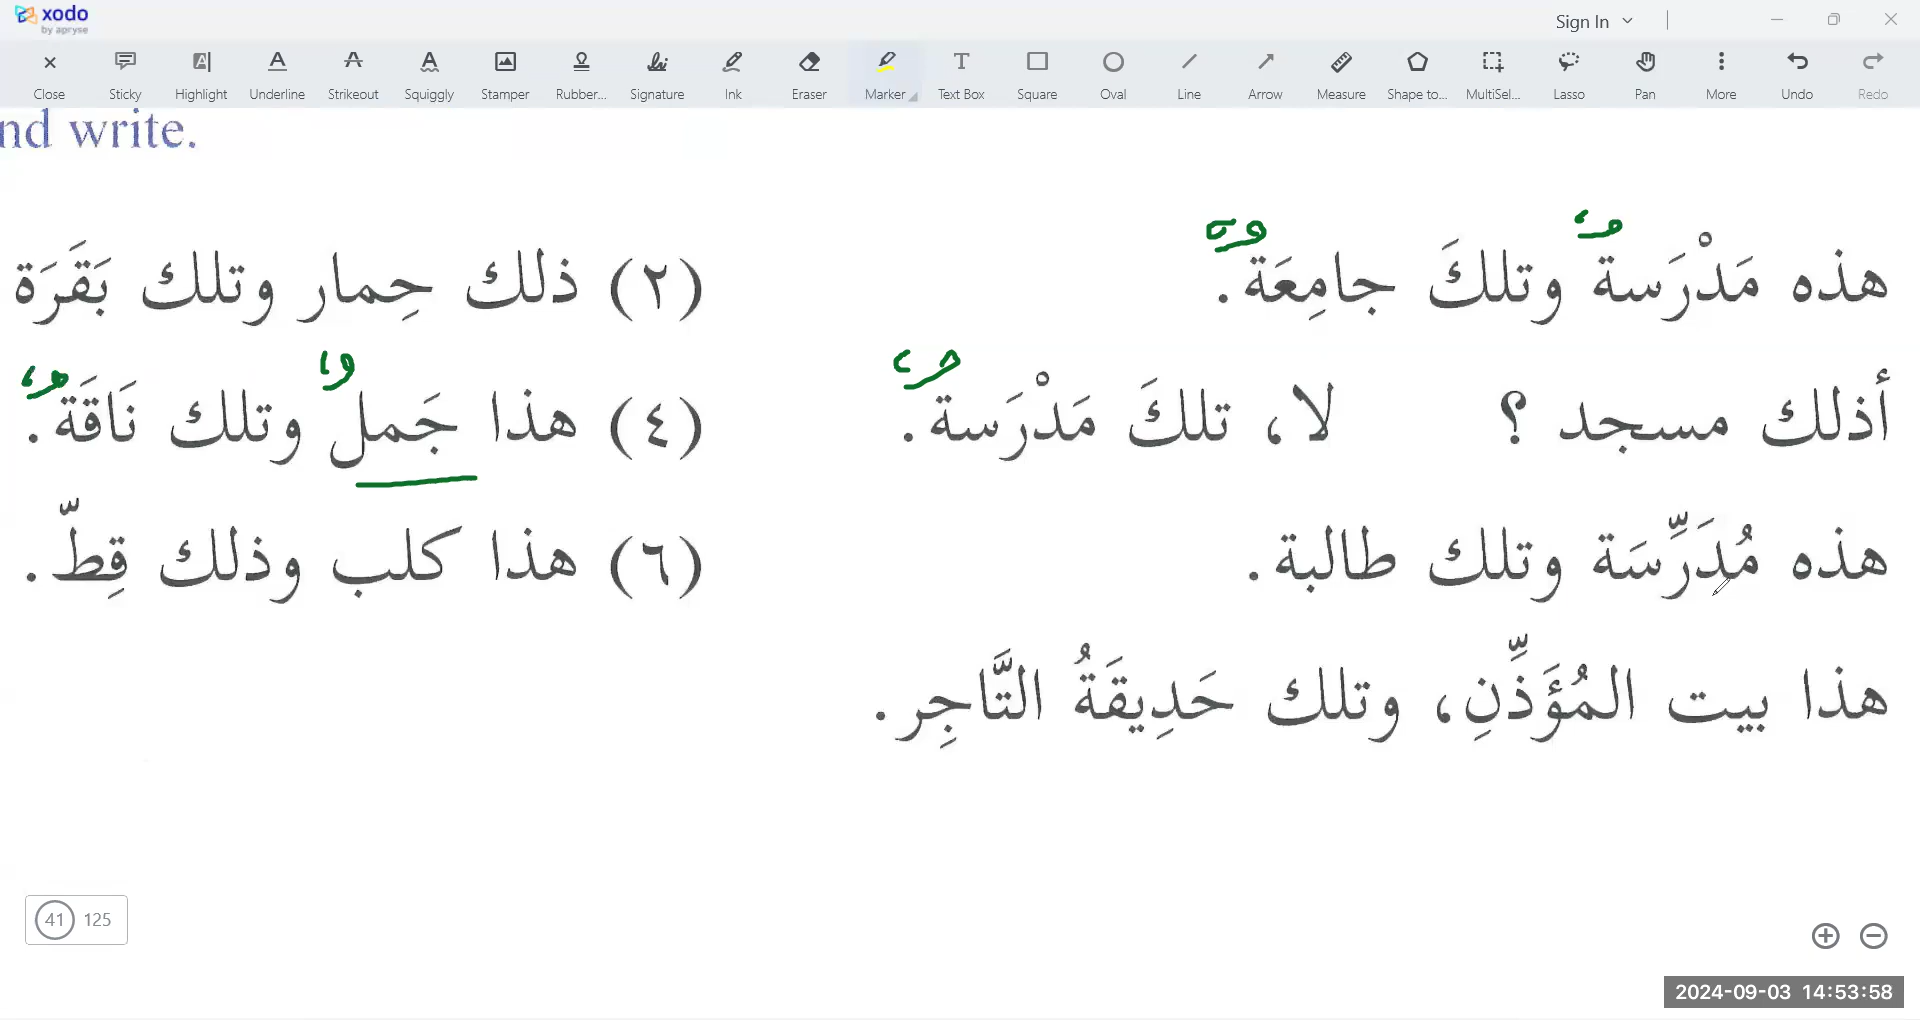 xodo
by apryse
Sign In
Close Sticky Highlight Underline Strikeout Squiggly Stamper Rubber... Signature Ink Eraser Marker Text Box Square Oval Line Arrow Measure Shape to... MultiSel... Lasso Pan More Undo Redo
nd write.
هذه مَدْرَسة وتلكَ جامِعَة .
(٢) ذلك حِمار وتلك بَقَرَة
أذلك مسجد ؟ لا، تلكَ مَدْرَسة .
(٤) هذا جَمل وتلك نَاقَة .
هذه مُدَرِّسَة وتلك طالبة .
(٦) هذا كلب وذلك قِطّ .
هذا بيت المُؤَذِّنِ، وتلك حَدِيقَةُ التَّاجِر .
41 125
2024-09-03 14:53:58